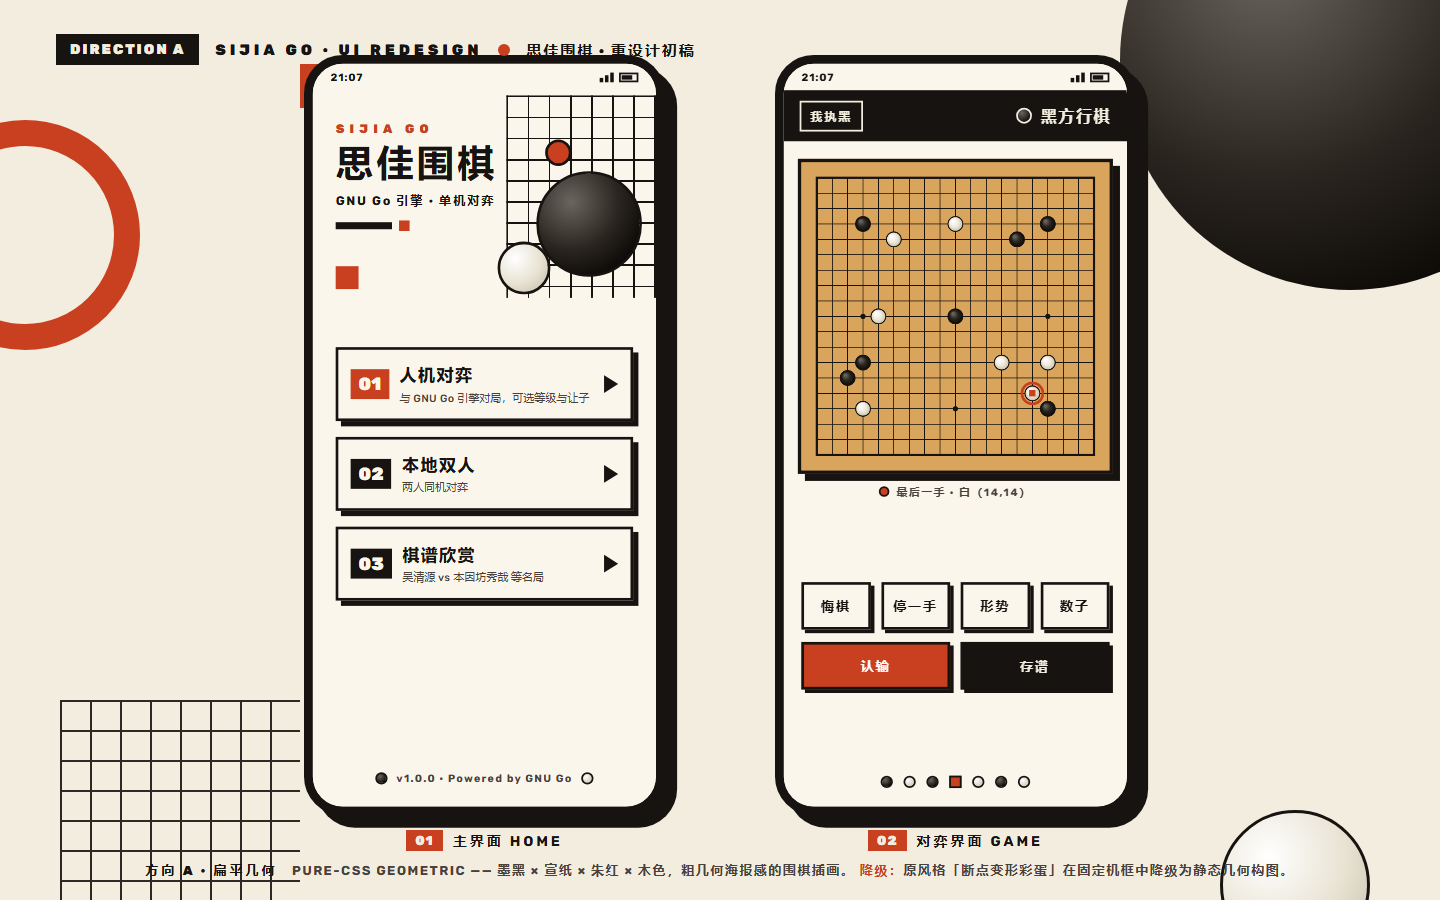 DIRECTION A
SIJIA GO · UI REDESIGN
思佳围棋 · 重设计初稿
21:07
SIJIA GO
思佳围棋
GNU Go 引擎 · 单机对弈
01
人机对弈
与 GNU Go 引擎对局，可选等级与让子
02
本地双人
两人同机对弈
03
棋谱欣赏
吴清源 vs 本因坊秀哉 等名局
v1.0.0 · Powered by GNU Go
01 主界面 HOME
21:07
我执黑
黑方行棋
最后一手 · 白 (14,14)
悔棋
停一手
形势
数子
认输
存谱
02 对弈界面 GAME
方向 A · 扁平几何 PURE-CSS GEOMETRIC —— 墨黑 × 宣纸 × 朱红 × 木色，粗几何海报感的围棋插画。 降级：原风格「断点变形彩蛋」在固定机框中降级为静态几何构图。